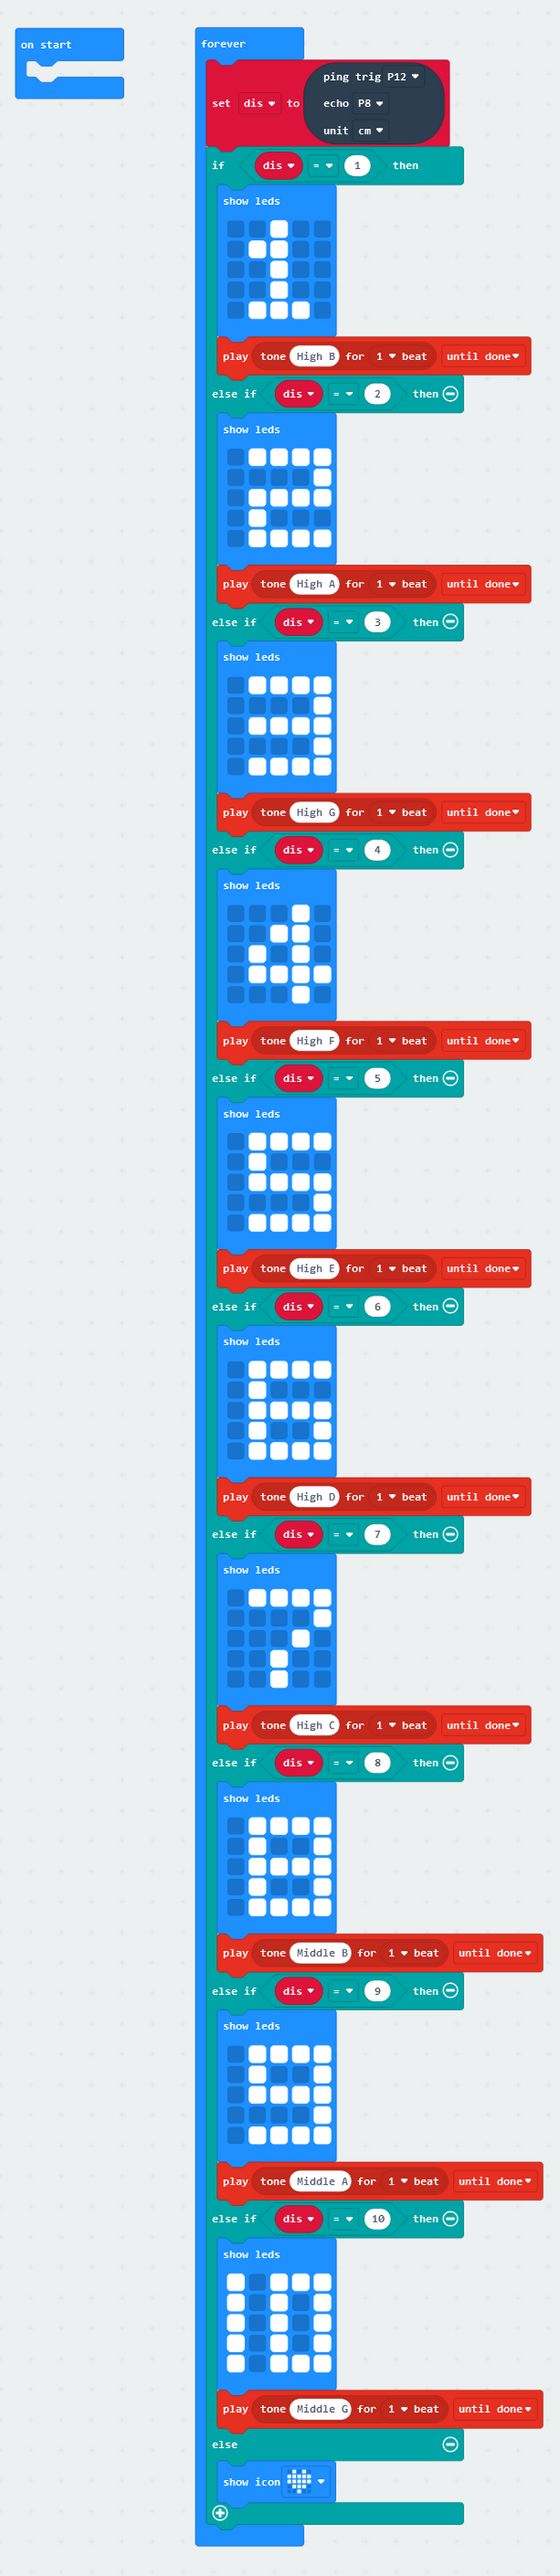 on start
forever
set dis to ping trig P12
echo P8
unit cm
if dis = 1 then
show leds
play tone High B for 1 beat until done
else if dis = 2 then
show leds
play tone High A for 1 beat until done
else if dis = 3 then
show leds
play tone High G for 1 beat until done
else if dis = 4 then
show leds
play tone High F for 1 beat until done
else if dis = 5 then
show leds
play tone High E for 1 beat until done
else if dis = 6 then
show leds
play tone High D for 1 beat until done
else if dis = 7 then
show leds
play tone High C for 1 beat until done
else if dis = 8 then
show leds
play tone Middle B for 1 beat until done
else if dis = 9 then
show leds
play tone Middle A for 1 beat until done
else if dis = 10 then
show leds
play tone Middle G for 1 beat until done
else
show icon